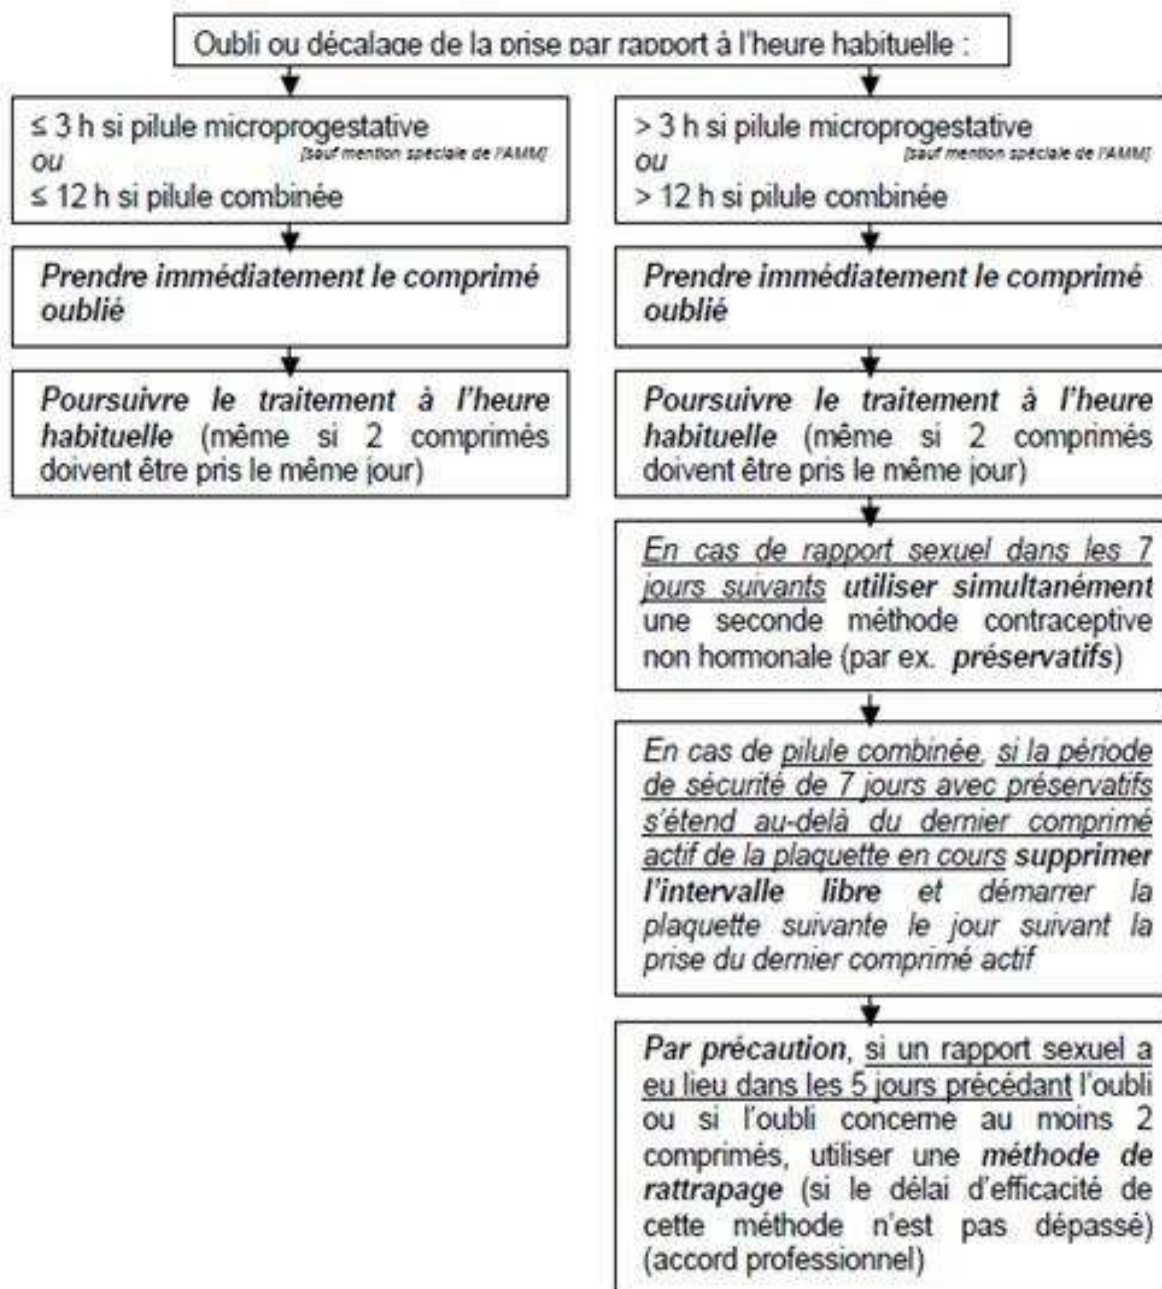 Oubli ou décalage de la prise par rapport à l'heure habituelle :
≤ 3 h si pilule microprogestative
[sauf mention spéciale de l'AMM]
ou
≤ 12 h si pilule combinée
Prendre immédiatement le comprimé
oublié
Poursuivre le traitement à l'heure
habituelle (même si 2 comprimés
doivent être pris le même jour)
> 3 h si pilule microprogestative
[sauf mention spéciale de l'AMM]
ou
> 12 h si pilule combinée
Prendre immédiatement le comprimé
oublié
Poursuivre le traitement à l'heure
habituelle (même si 2 comprimés
doivent être pris le même jour)
En cas de rapport sexuel dans les 7
jours suivants utiliser simultanément
une seconde méthode contraceptive
non hormonale (par ex. préservatifs)
En cas de pilule combinée, si la période
de sécurité de 7 jours avec préservatifs
s'étend au-delà du dernier comprimé
actif de la plaquette en cours supprimer
l'intervalle libre et démarrer la
plaquette suivante le jour suivant la
prise du dernier comprimé actif
Par précaution, si un rapport sexuel a
eu lieu dans les 5 jours précédant l'oubli
ou si l'oubli concerne au moins 2
comprimés, utiliser une méthode de
rattrapage (si le délai d'efficacité de
cette méthode n'est pas dépassé)
(accord professionnel)